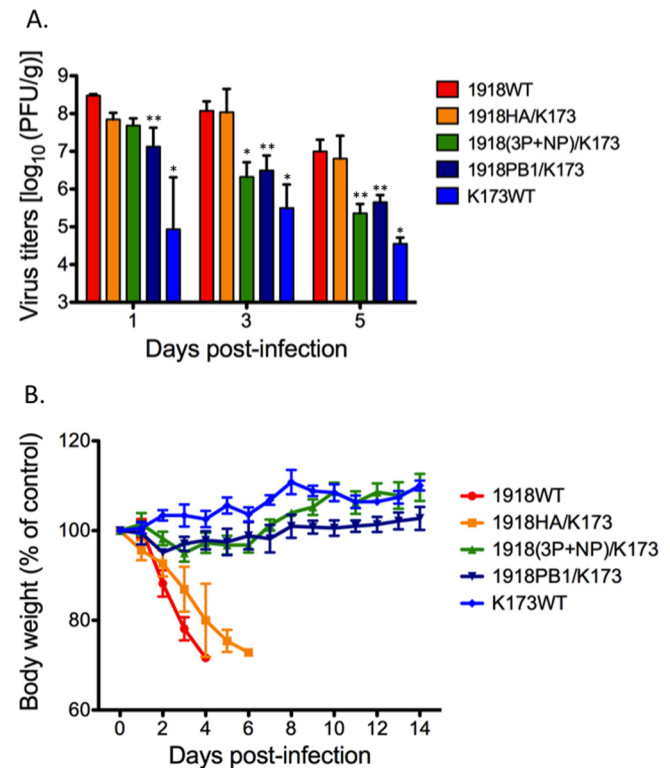 A.
Virus titers [log10 (PFU/g)]
9
8
7
6
5
4
3
**
*
*
**
*
**
**
*
1
3
5
Days post-infection
1918WT
1918HA/K173
1918(3P+NP)/K173
1918PB1/K173
K173WT
B.
Body weight (% of control)
120
100
80
60
0 2 4 6 8 10 12 14
Days post-infection
1918WT
1918HA/K173
1918(3P+NP)/K173
1918PB1/K173
K173WT